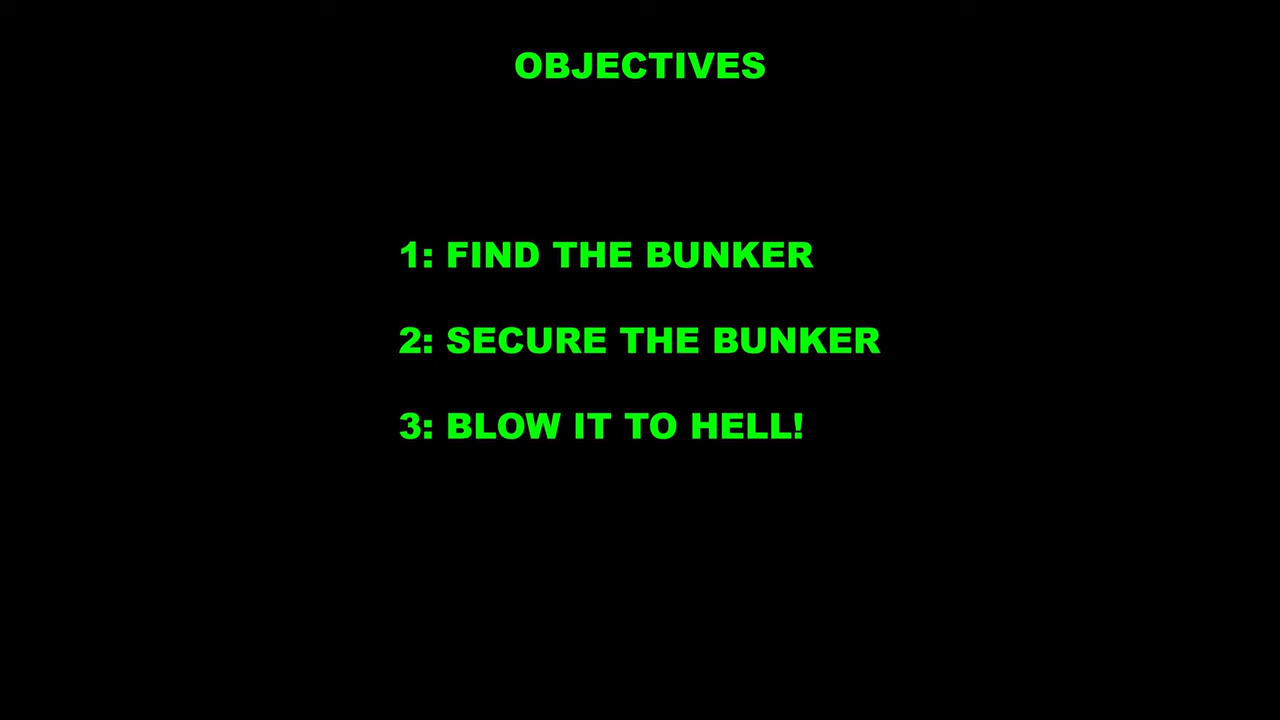 OBJECTIVES
1: FIND THE BUNKER
2: SECURE THE BUNKER
3: BLOW IT TO HELL!